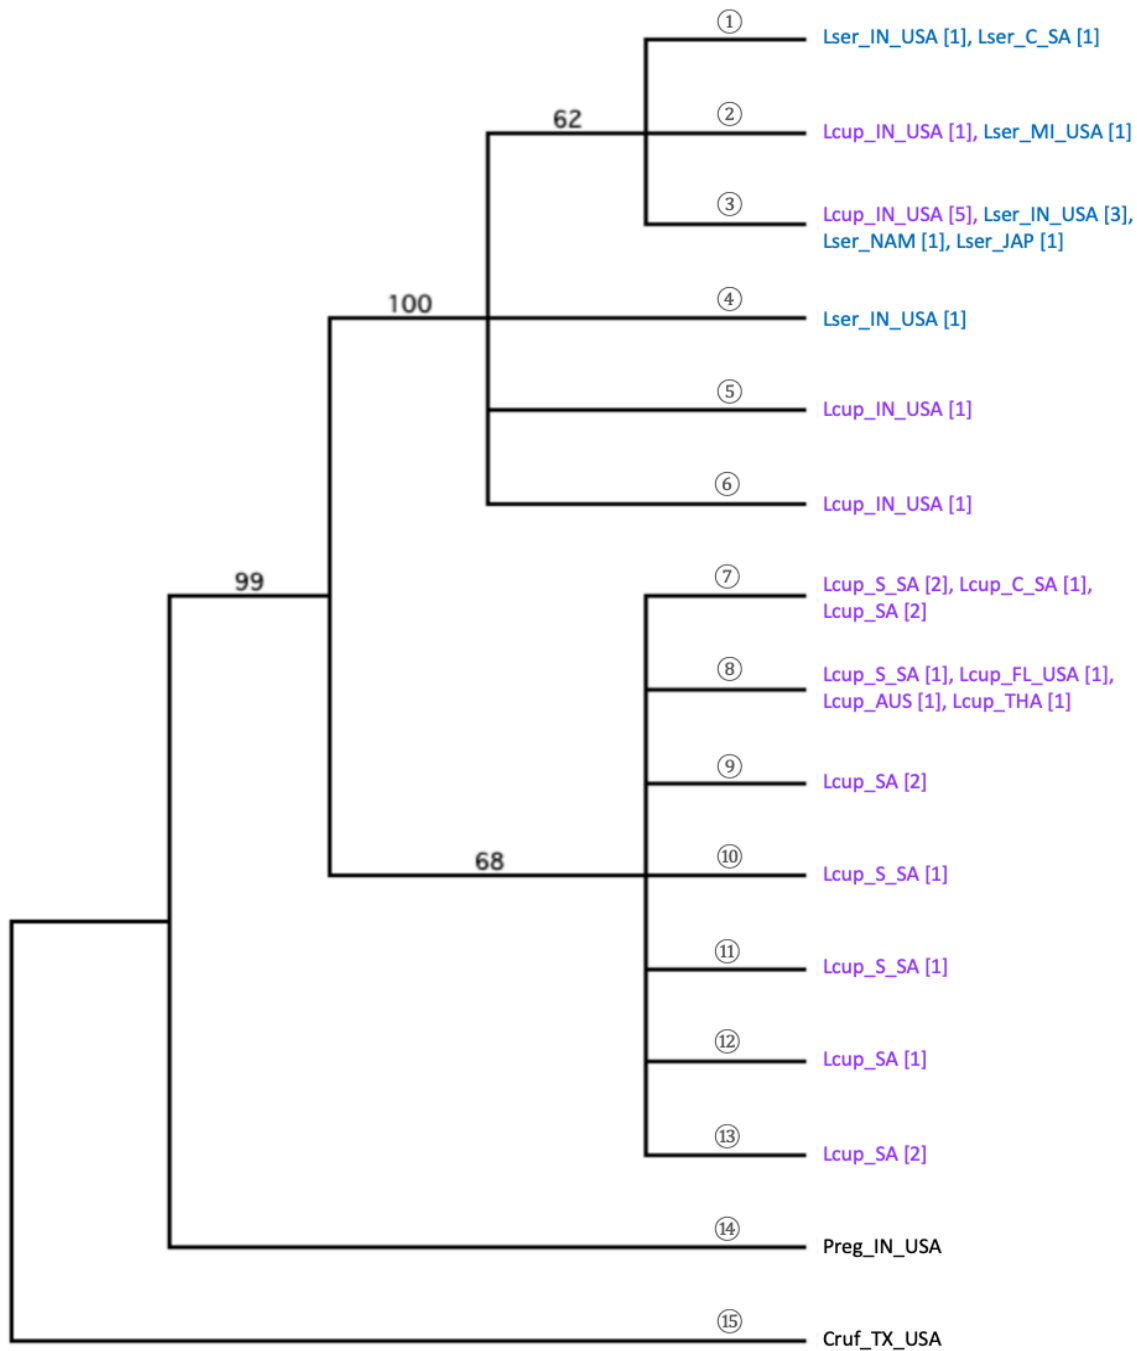 ①
Lser_IN_USA [1], Lser_C_SA [1]
62
②
Lcup_IN_USA [1], Lser_MI_USA [1]
③
Lcup_IN_USA [5], Lser_IN_USA [3],
Lser_NAM [1], Lser_JAP [1]
100
④
Lser_IN_USA [1]
⑤
Lcup_IN_USA [1]
⑥
Lcup_IN_USA [1]
99
⑦
Lcup_S_SA [2], Lcup_C_SA [1],
Lcup_SA [2]
⑧
Lcup_S_SA [1], Lcup_FL_USA [1],
Lcup_AUS [1], Lcup_THA [1]
⑨
Lcup_SA [2]
68
⑩
Lcup_S_SA [1]
⑪
Lcup_S_SA [1]
⑫
Lcup_SA [1]
⑬
Lcup_SA [2]
⑭
Preg_IN_USA
⑮
Cruf_TX_USA